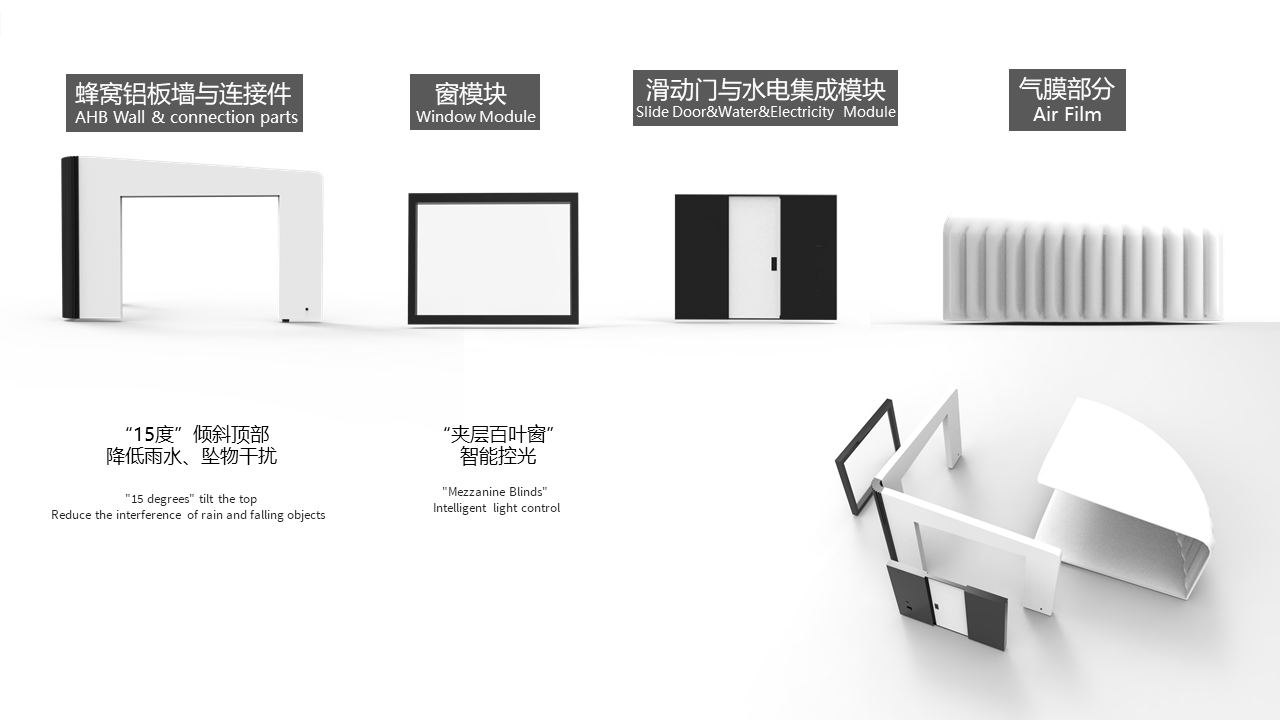 蜂窝铝板墙与连接件
AHB Wall & connection parts
窗模块
Window Module
滑动门与水电集成模块
Slide Door&Water&Electricity Module
气膜部分
Air Film
“15度”倾斜顶部
降低雨水、坠物干扰
"15 degrees" tilt the top
Reduce the interference of rain and falling objects
“夹层百叶窗”
智能控光
"Mezzanine Blinds"
Intelligent light control